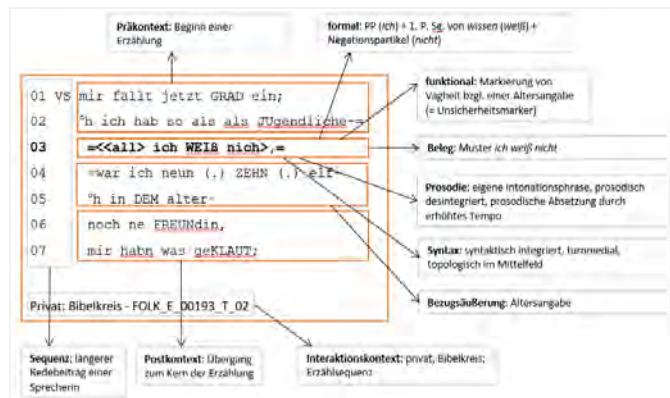 Präkontext: Beginn einer
Erzählung
formal: PP (ich) + 1. P. Sg. von wissen (weiß) +
Negationspartikel (nicht)
funktional: Markierung von
Vagheit bzgl. einer Altersangabe
(= Unsicherheitsmarker)
01 VS mir fällt jetzt GRAD ein;
02 °h ich hab so als als JUgendliche-=
03 =<<all> ich WEIß nich>,=
04 =war ich neun (.) ZEHN (.) elf-
05 °h in DEM alter-
06 noch ne FREUNdin,
07 mir habn was geKLAUT;
Privat: Bibelkreis - FOLK_E_00193_T_02
Beleg: Muster ich weiß nicht
Prosodie: eigene Intonationsphrase, prosodisch
desintegriert, prosodische Absetzung durch
erhöhtes Tempo
Syntax: syntaktisch integriert, turnmedial,
topologisch im Mittelfeld
Bezugsäußerung: Altersangabe
Sequenz: längerer
Redebeitrag einer
Sprecherin
Postkontext: Übergang
zum Kern der Erzählung
Interaktionskontext: privat, Bibelkreis;
Erzählsequenz